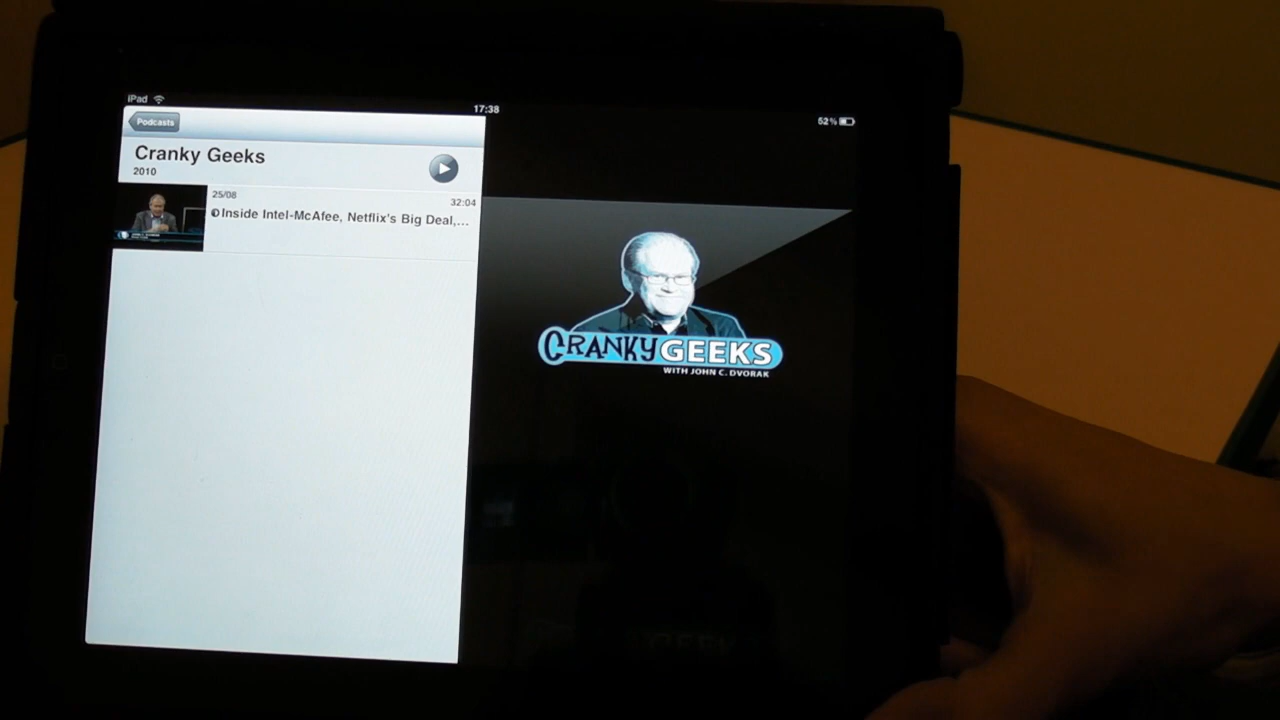 iPad
17:38
52%
Podcasts
Cranky Geeks
2010
25/08
32:04
Inside Intel-McAfee, Netflix's Big Deal,...
CRANKY GEEKS
WITH JOHN C. DVORAK